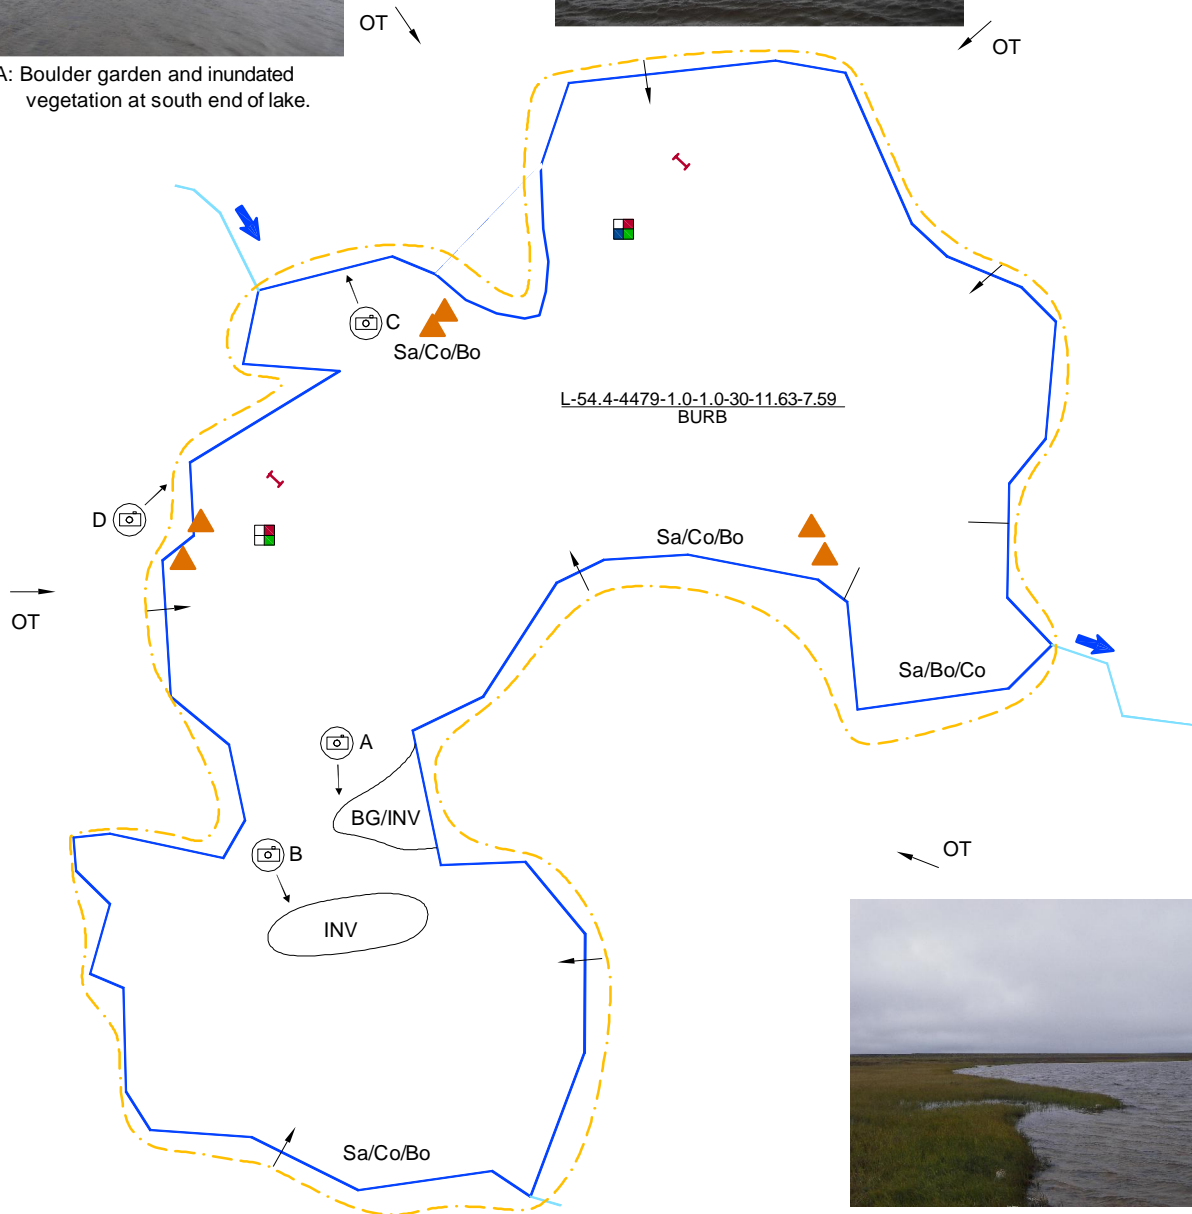 OT
OT
A: Boulder garden and inundated
vegetation at south end of lake.
C
Sa/Co/Bo
L-54.4-4479-1.0-1.0-30-11.63-7.59
BURB
D
Sa/Co/Bo
OT
Sa/Bo/Co
A
BG/INV
B
OT
INV
Sa/Co/Bo